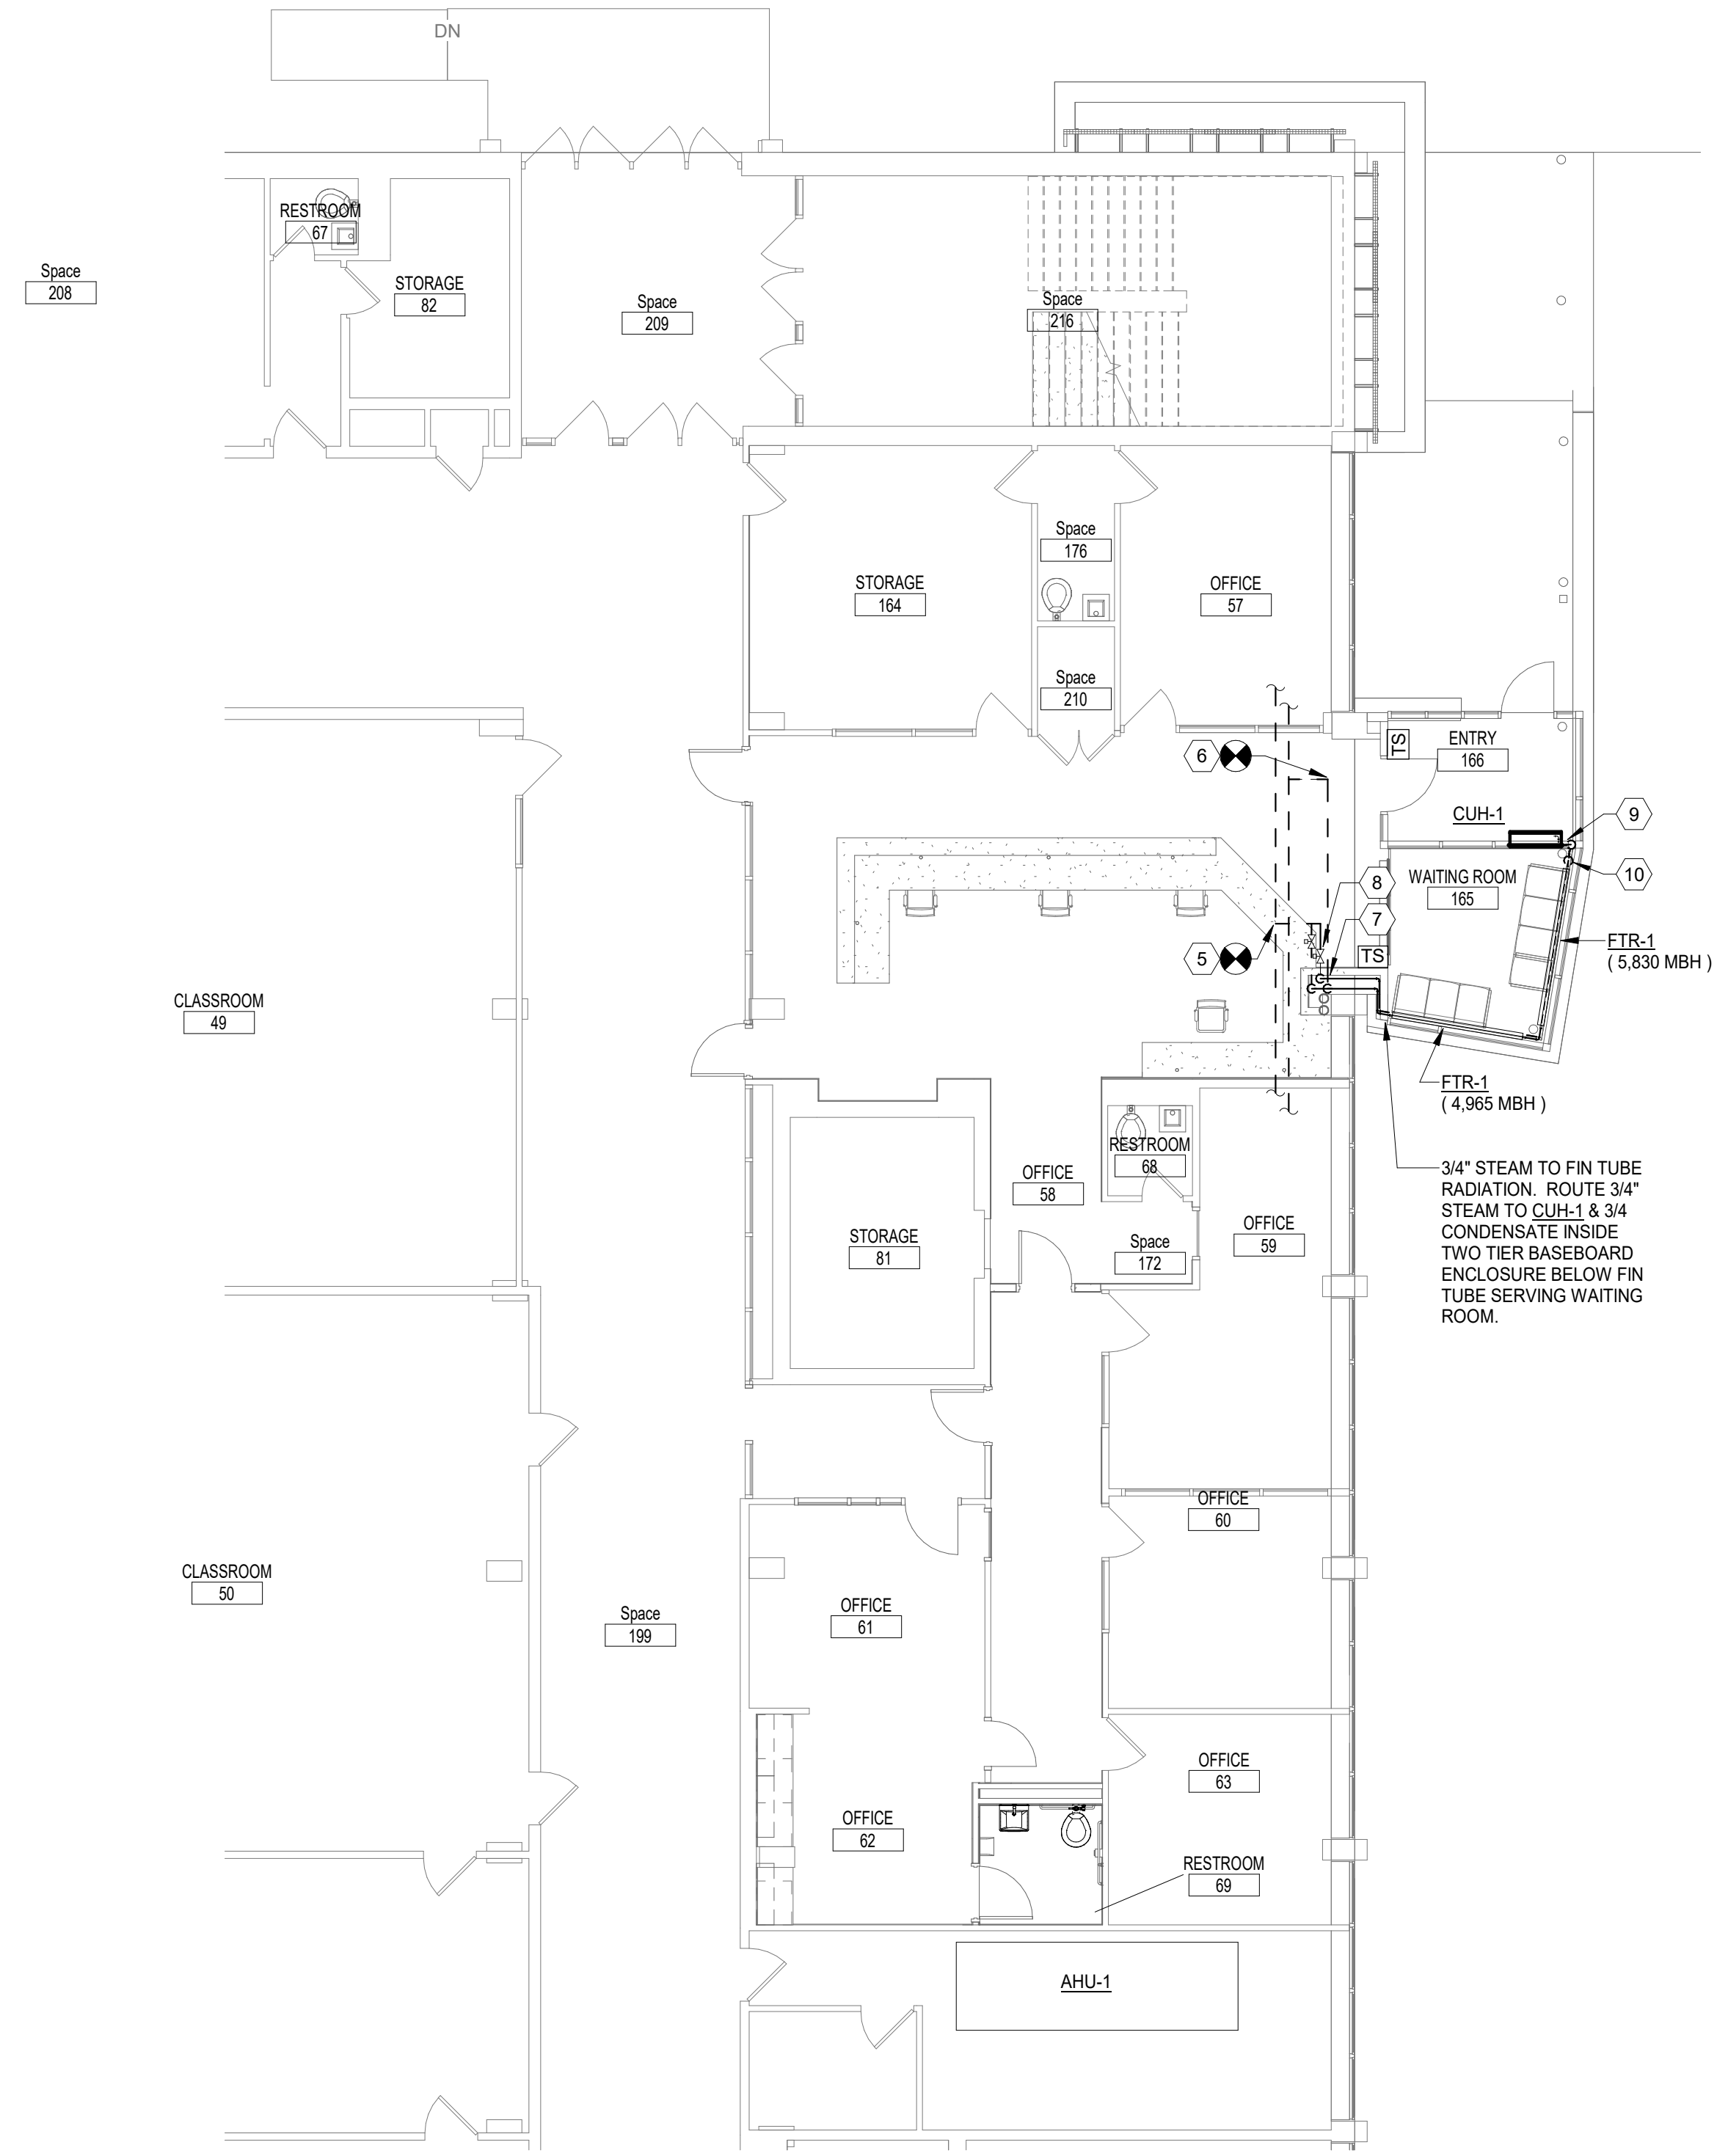 DN
RESTROOM
67
Space
208
STORAGE
82
Space
209
Space
216
Space
176
STORAGE
164
OFFICE
57
Space
210
6
TS
ENTRY
166
CUH-1
9
10
8
WAITING ROOM
165
7
FTR-1
( 5,830 MBH )
5
TS
CLASSROOM
49
FTR-1
( 4,965 MBH )
RESTROOM
68
OFFICE
58
3/4" STEAM TO FIN TUBE
RADIATION. ROUTE 3/4"
STEAM TO CUH-1 & 3/4
CONDENSATE INSIDE
TWO TIER BASEBOARD
ENCLOSURE BELOW FIN
TUBE SERVING WAITING
ROOM.
STORAGE
81
Space
172
OFFICE
59
OFFICE
60
CLASSROOM
50
Space
199
OFFICE
61
OFFICE
63
OFFICE
62
RESTROOM
69
AHU-1